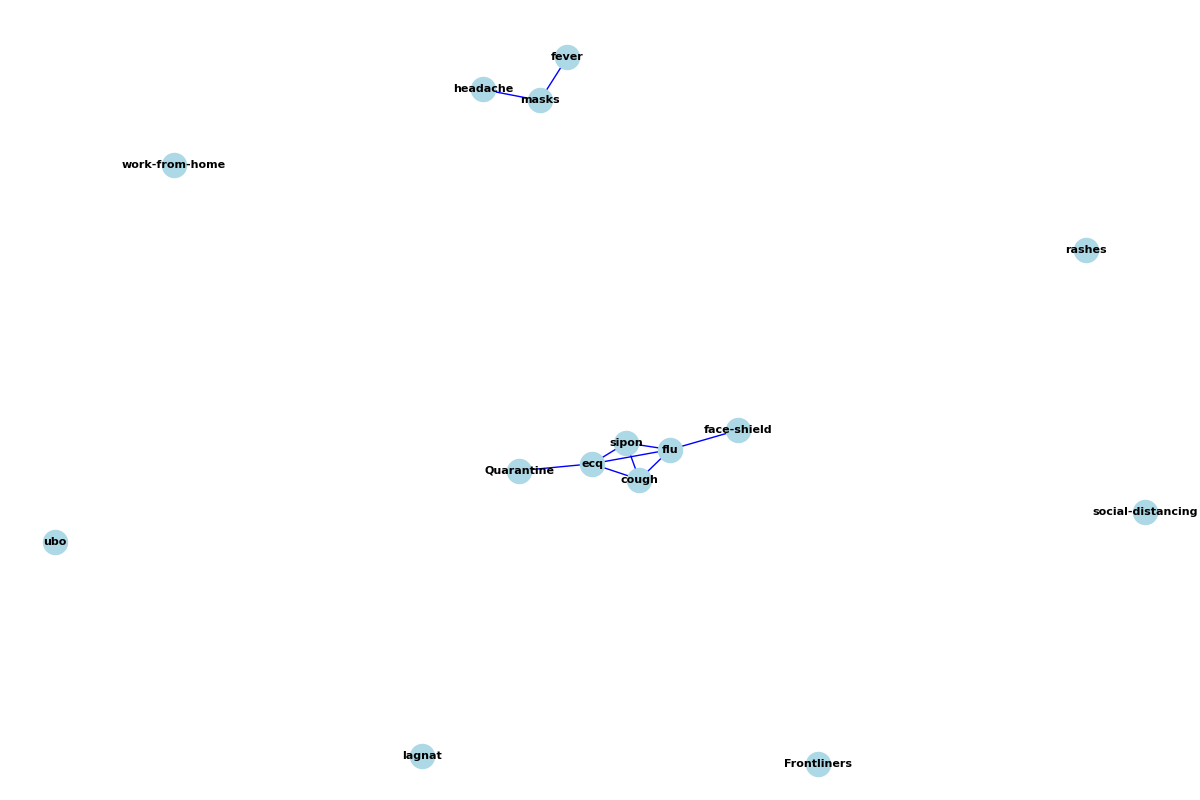 fever
headache
masks
work-from-home
rashes
face-shield
sipon
flu
ecq
Quarantine
cough
social-distancing
ubo
lagnat
Frontliners